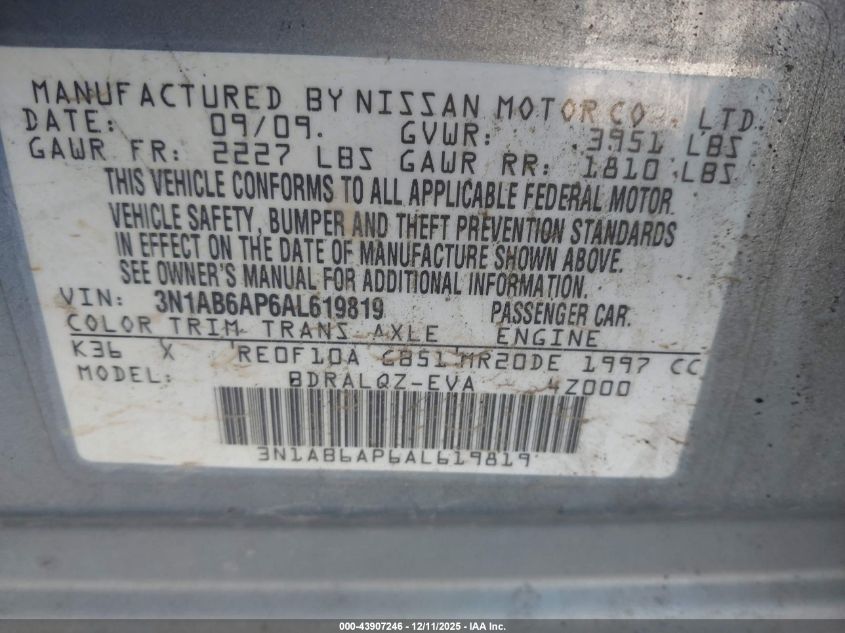 MANUFACTURED BY NISSAN MOTOR CO., LTD.
DATE: 09/09. GVWR: 3951 LBS
GAWR FR: 2227 LBS GAWR RR: 1810 LBS
THIS VEHICLE CONFORMS TO ALL APPLICABLE FEDERAL MOTOR
VEHICLE SAFETY, BUMPER AND THEFT PREVENTION STANDARDS
IN EFFECT ON THE DATE OF MANUFACTURE SHOWN ABOVE.
SEE OWNER'S MANUAL FOR ADDITIONAL INFORMATION.
VIN: 3N1AB6AP6AL619819 PASSENGER CAR.
COLOR TRIM TRANS AXLE ENGINE
K36 X RE0F10A GB51 MR20DE 1997 CC
MODEL: BDRALQZ-EVA 4Z000
3N1AB6AP6AL619819
000-43907246 - 12/11/2025 - IAA Inc.